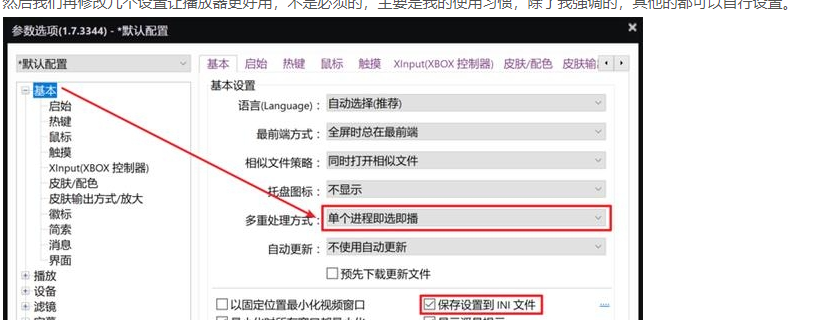 然后我们再修改几个设置让播放器更好用，不是必须的，主要是我的使用习惯，除了我强调的，其他的都可以自行设置。
参数选项(1.7.3344) - *默认配置
*默认配置
基本 启始 热键 鼠标 触摸 XInput(XBOX 控制器) 皮肤/配色 皮肤输
基本
启始
热键
鼠标
触摸
XInput(XBOX 控制器)
皮肤/配色
皮肤输出方式/放大
徽标
简索
消息
界面
播放
设备
滤镜
基本设置
语言(Language)： 自动选择(推荐)
最前端方式： 全屏时总在最前端
相似文件策略： 同时打开相似文件
托盘图标： 不显示
多重处理方式： 单个进程即选即播
自动更新： 不使用自动更新
预先下载更新文件
以固定位置最小化视频窗口 保存设置到 INI 文件